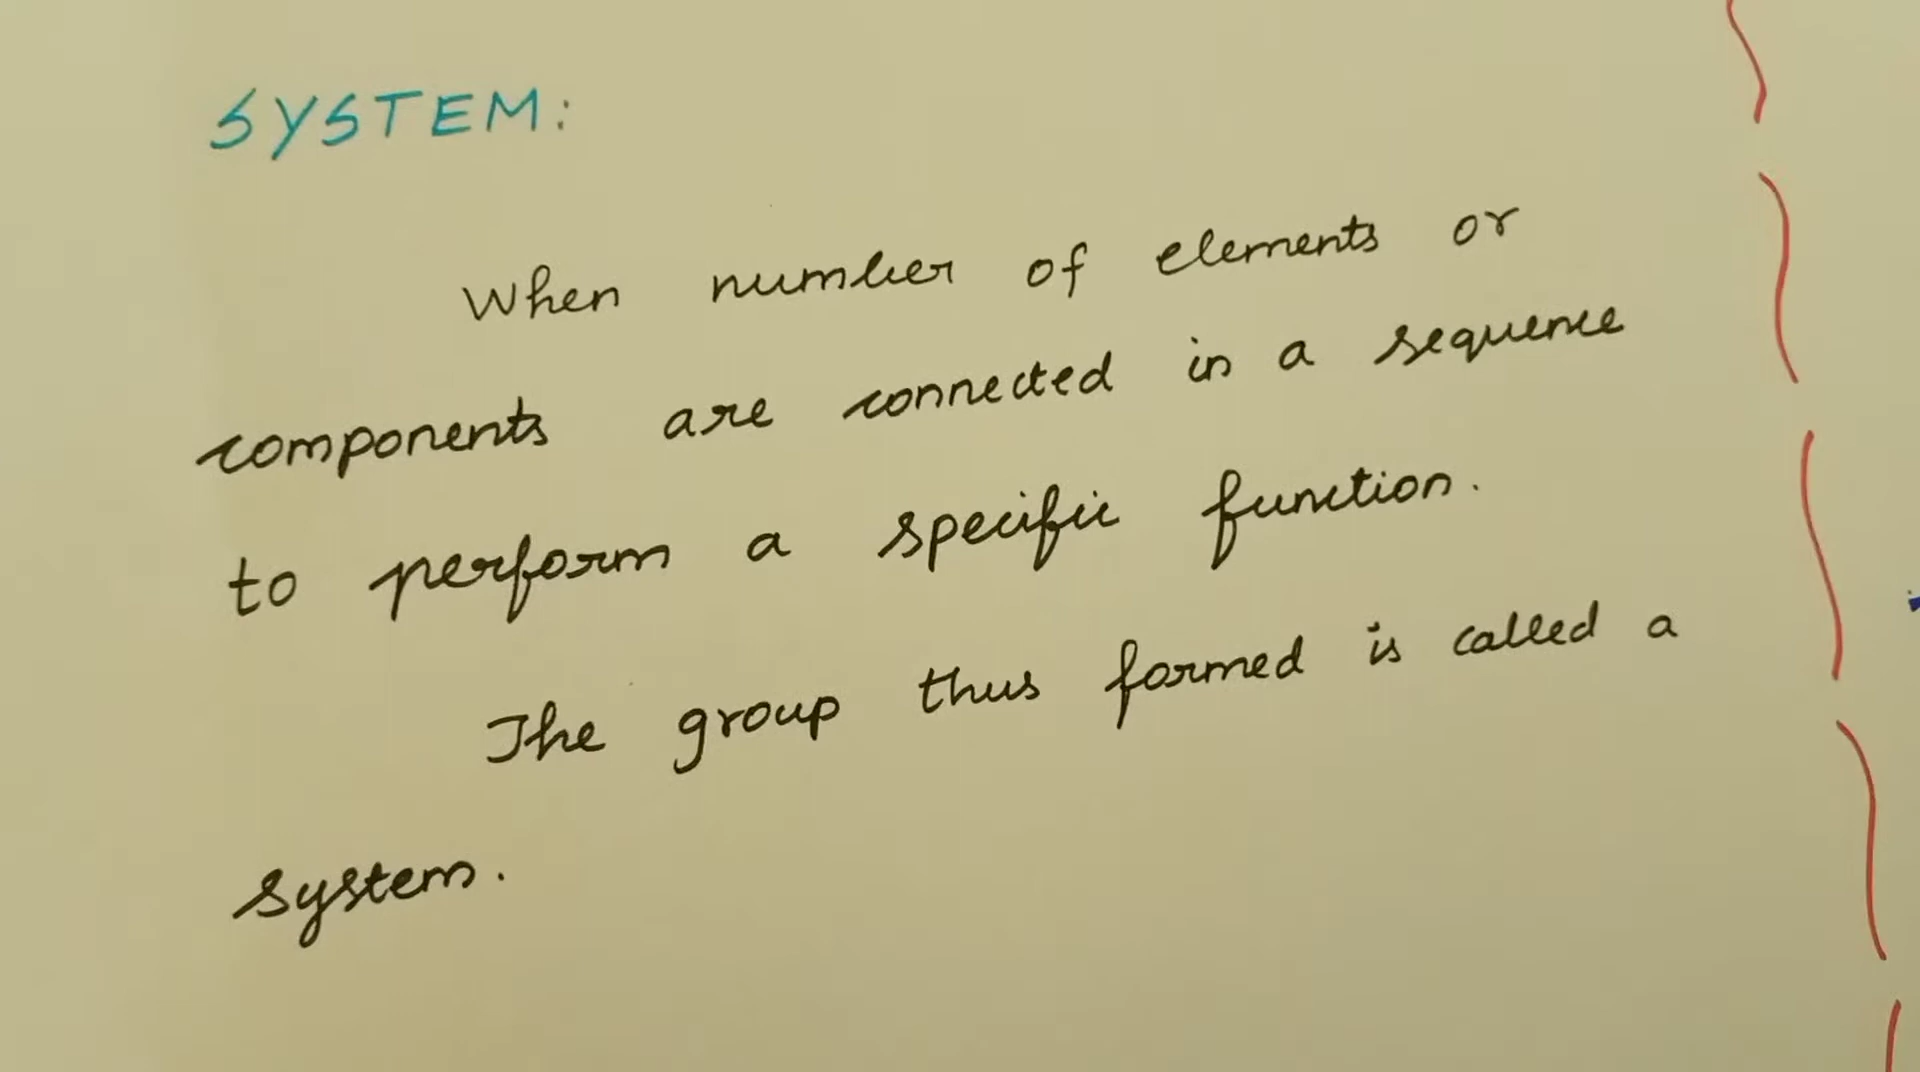 SYSTEM:
When number of elements or
components are connected in a sequence
to perform a specific function.
The group thus formed is called a
system.